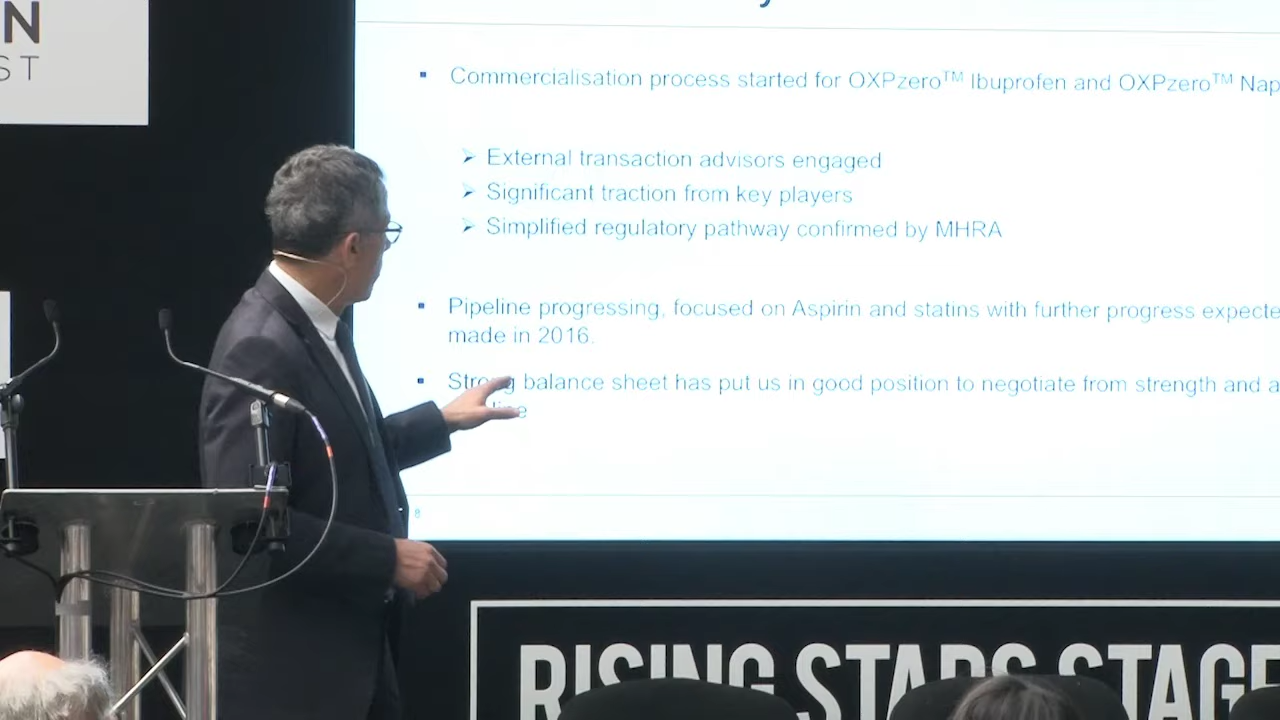 N
ST
Commercialisation process started for OXPzero™ Ibuprofen and OXPzero™ Nap
External transaction advisors engaged
Significant traction from key players
Simplified regulatory pathway confirmed by MHRA
Pipeline progressing, focused on Aspirin and statins with further progress expecte
made in 2016.
Strong balance sheet has put us in good position to negotiate from strength and a
8
RISING STARS STAGE